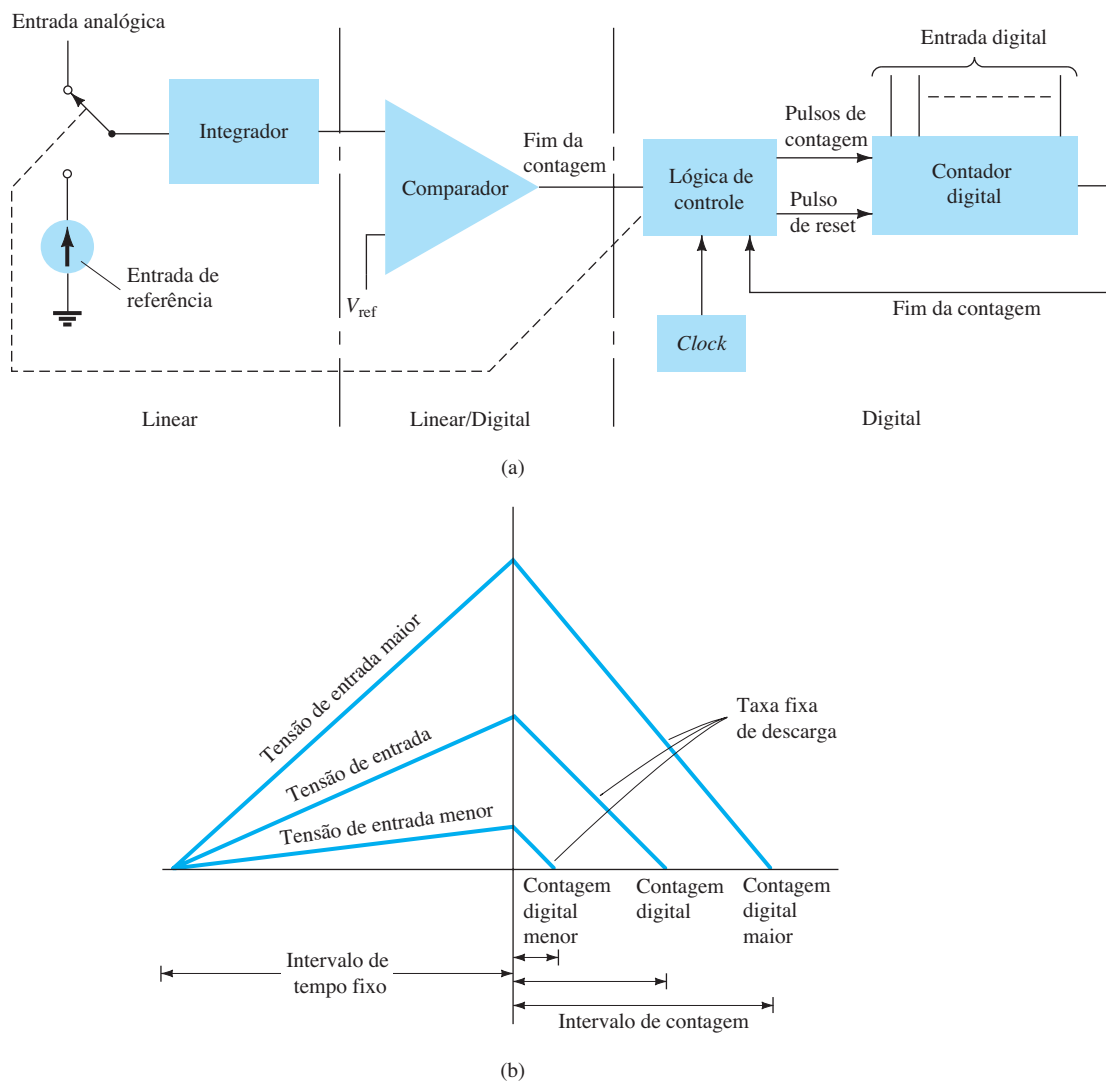 Entrada analógica
Integrador
Entrada de
referência
Comparador
V_ref
Fim da
contagem
Lógica de
controle
Clock
Pulsos de
contagem
Pulso
de reset
Entrada digital
Contador
digital
Fim da contagem
Linear
Linear/Digital
Digital
(a)
Tensão de entrada maior
Tensão de entrada
Tensão de entrada menor
Taxa fixa
de descarga
Contagem
digital
menor
Contagem
digital
Contagem
digital
maior
Intervalo de
tempo fixo
Intervalo de contagem
(b)